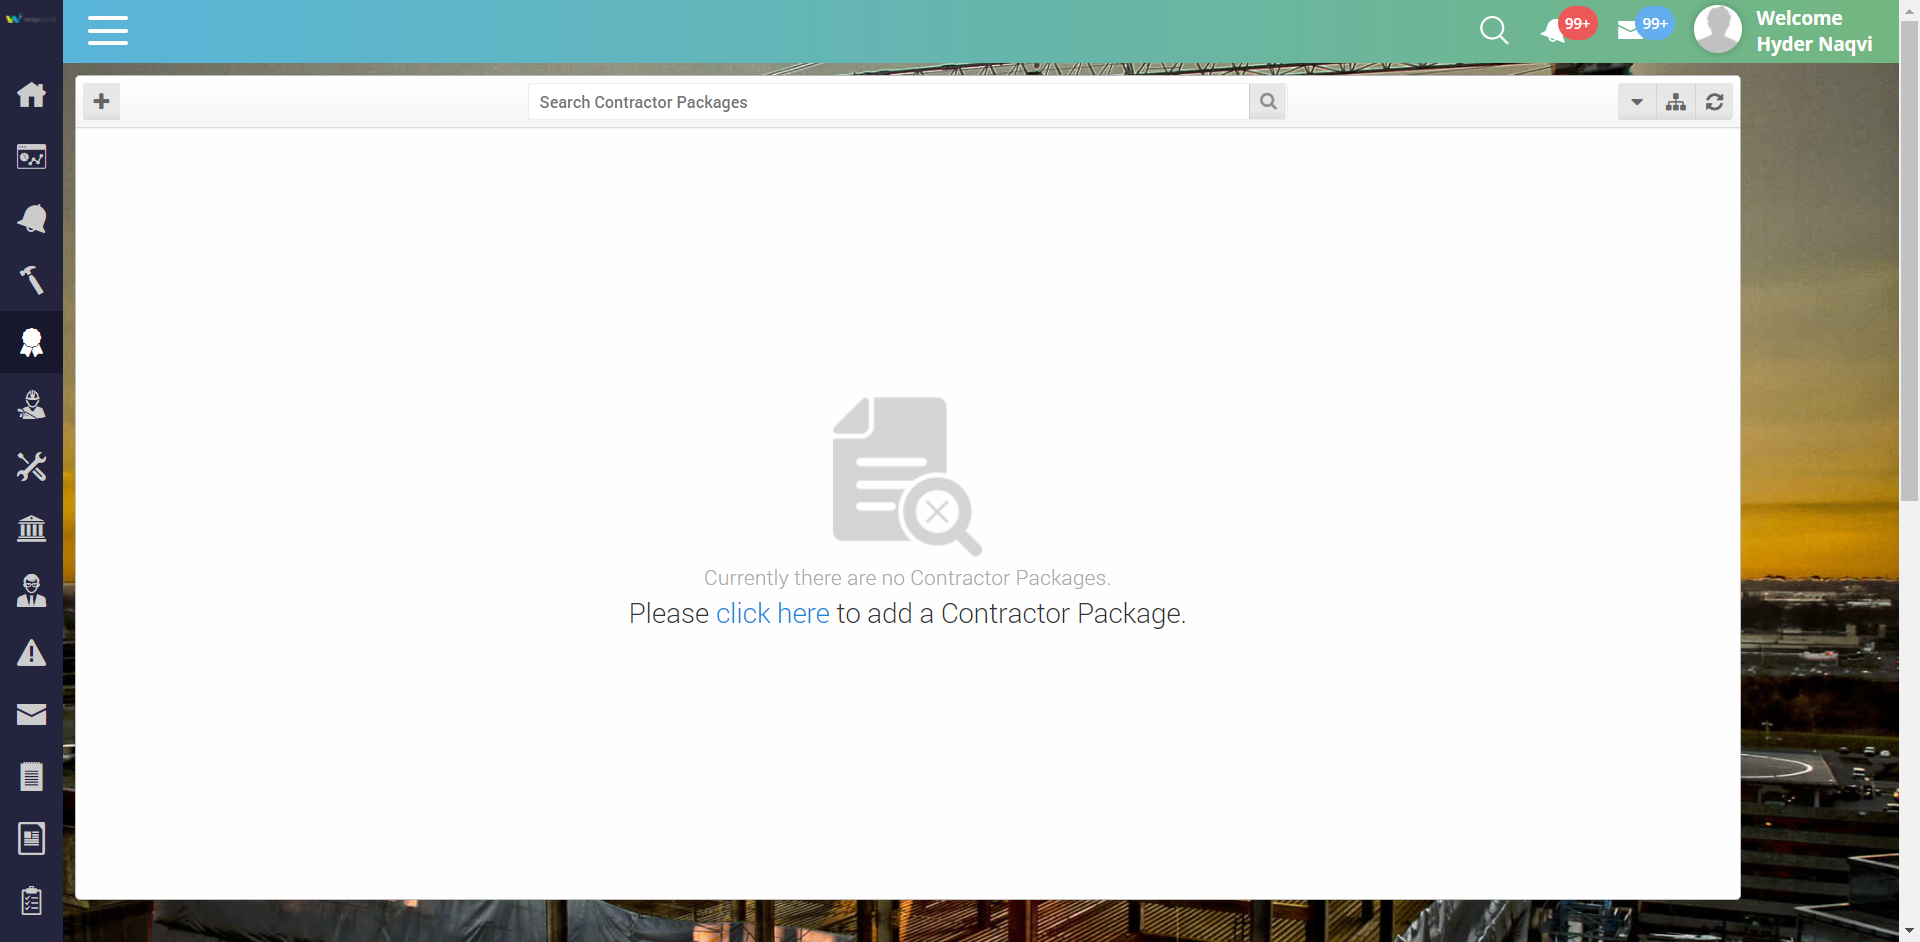 99+
99+
Welcome
Hyder Naqvi
Search Contractor Packages
Currently there are no Contractor Packages.
Please click here to add a Contractor Package.